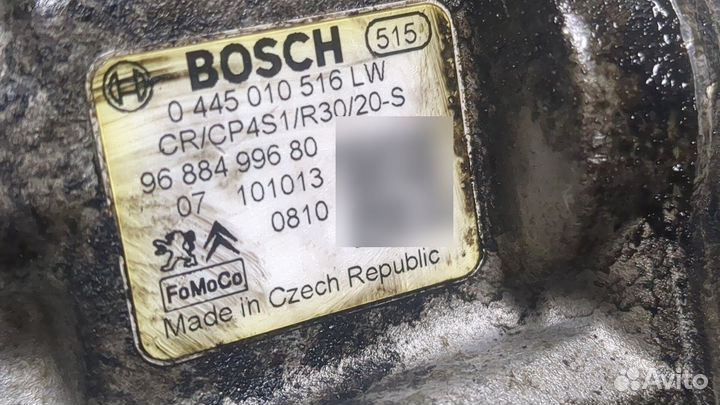 BOSCH 515
0 445 010 516 LW
CR/CP4S1/R30/20-S
96 884 996 80
07 101013
0810
FoMoCo
Made in Czech Republic
Avito